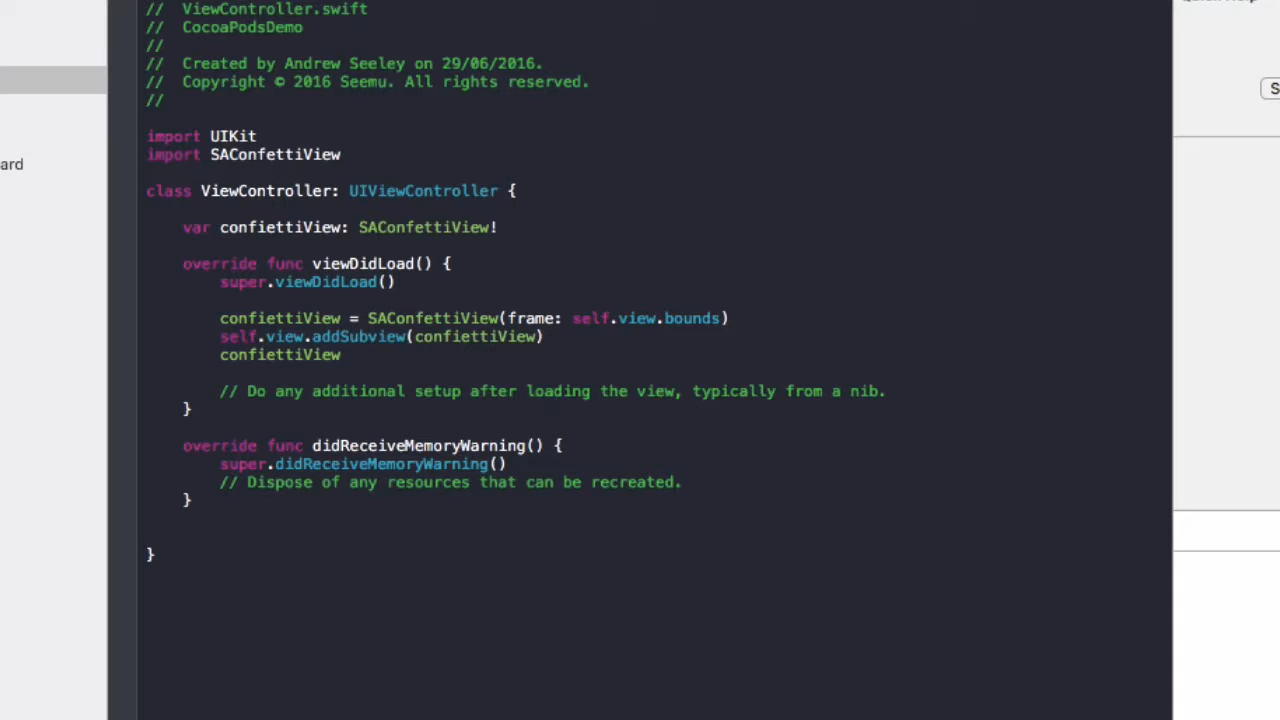 //  ViewController.swift
//  CocoaPodsDemo
//
//  Created by Andrew Seeley on 29/06/2016.
//  Copyright © 2016 Seemu. All rights reserved.
//
import UIKit
import SAConfettiView
class ViewController: UIViewController {
var confiettiView: SAConfettiView!
override func viewDidLoad() {
super.viewDidLoad()
confiettiView = SAConfettiView(frame: self.view.bounds)
self.view.addSubview(confiettiView)
confiettiView
// Do any additional setup after loading the view, typically from a nib.
}
override func didReceiveMemoryWarning() {
super.didReceiveMemoryWarning()
// Dispose of any resources that can be recreated.
}
}
ard
S